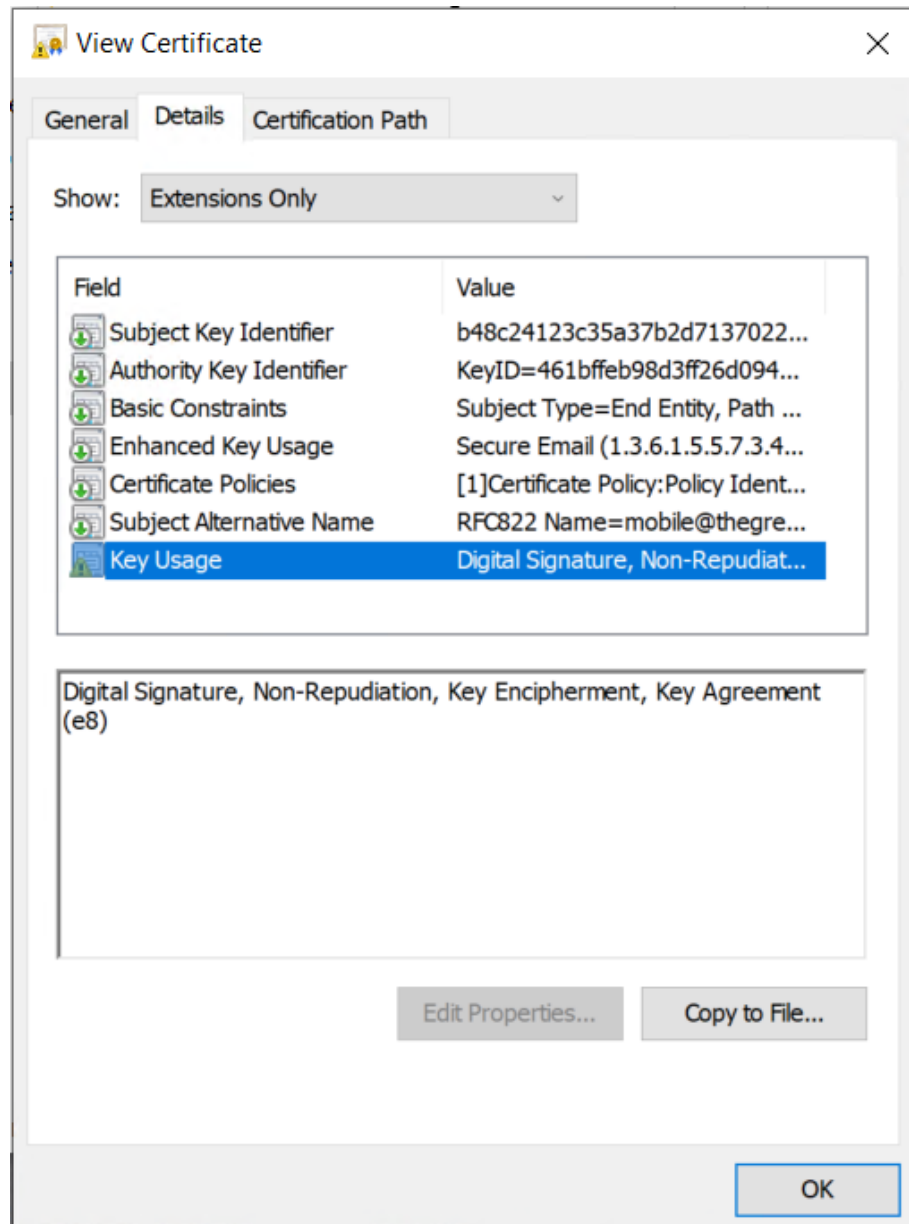 View Certificate
General Details Certification Path
Show: Extensions Only
Field Value
Subject Key Identifier b48c24123c35a37b2d7137022...
Authority Key Identifier KeyID=461bffeb98d3ff26d094...
Basic Constraints Subject Type=End Entity, Path ...
Enhanced Key Usage Secure Email (1.3.6.1.5.5.7.3.4...
Certificate Policies [1]Certificate Policy:Policy Ident...
Subject Alternative Name RFC822 Name=mobile@thegre...
Key Usage Digital Signature, Non-Repudiat...
Digital Signature, Non-Repudiation, Key Encipherment, Key Agreement
(e8)
Edit Properties... Copy to File...
OK